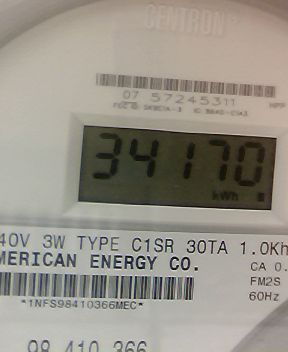 CENTRON®
07 57245311
34170
kWh
40V 3W TYPE C1SR 30TA 1.0Kh
MERICAN ENERGY CO.
CA 0.
FM2S
60Hz
*1NFS98410366MEC*
98 410 366